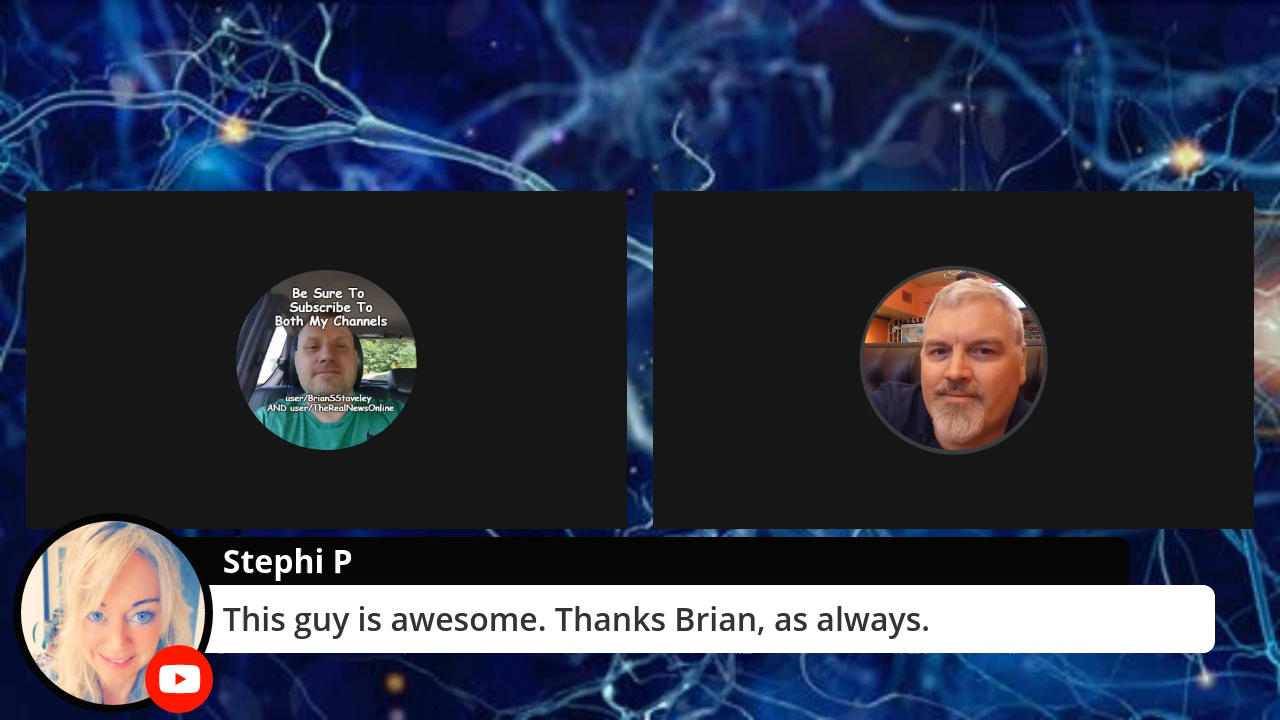 Be Sure To
Subscribe To
Both My Channels
user/BrianSStaveley
AND user/TheRealNewsOnline
Stephi P
This guy is awesome. Thanks Brian, as always.